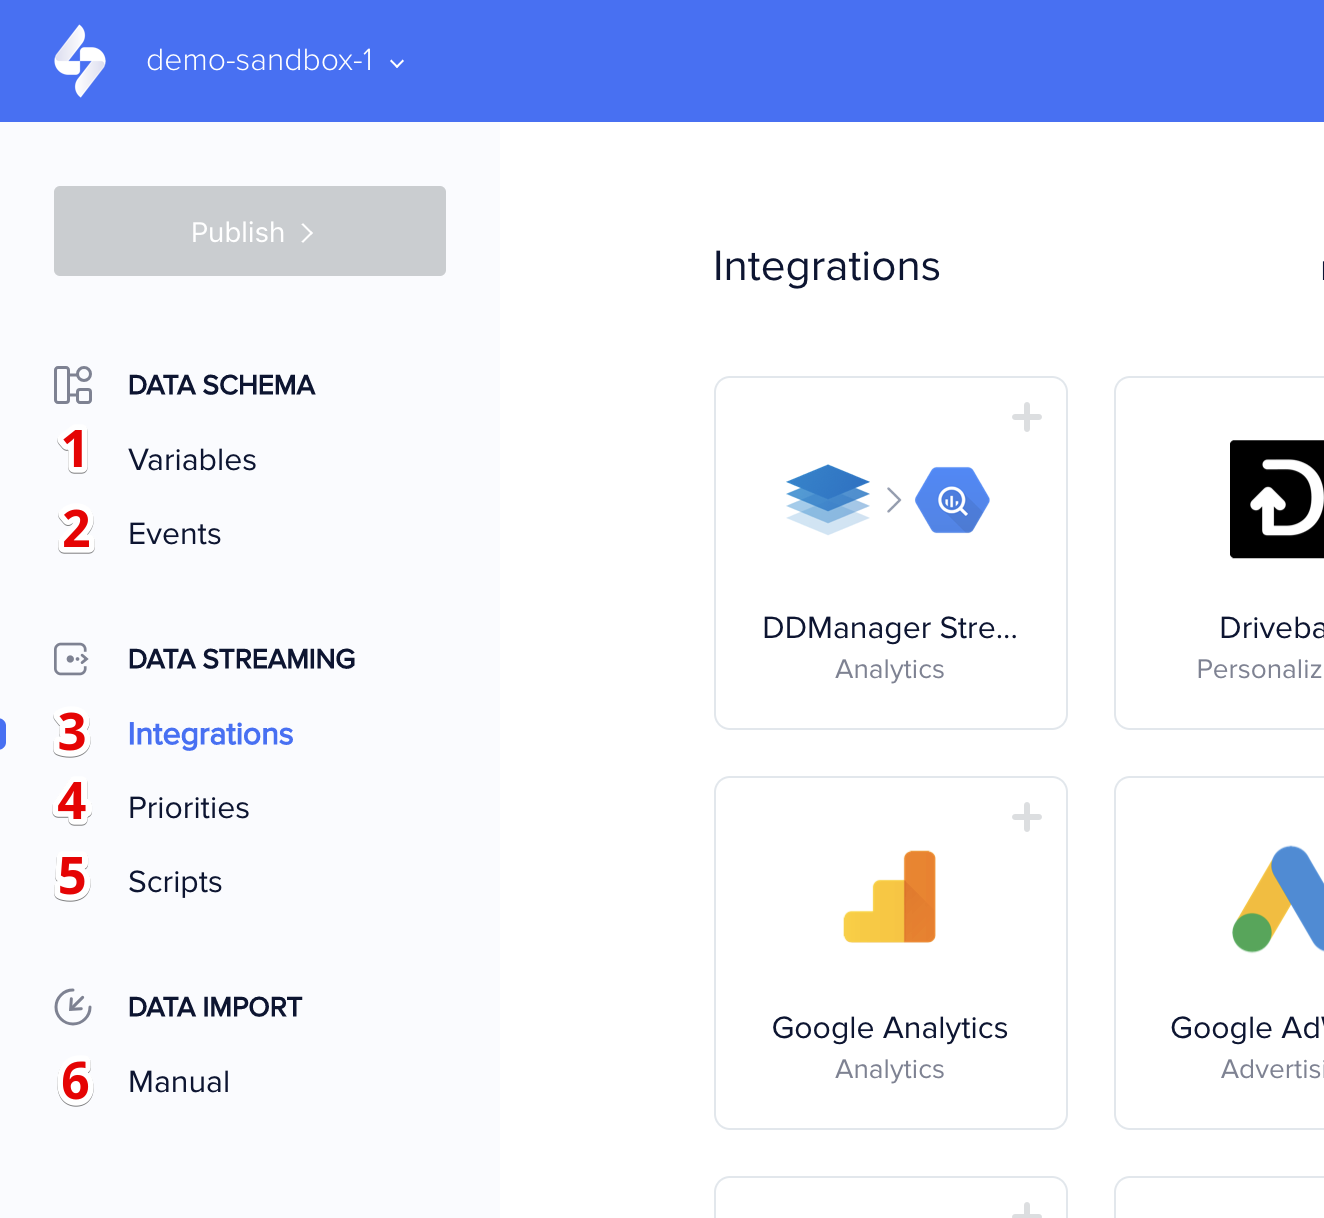 demo-sandbox-1
Publish
DATA SCHEMA
1 Variables
2 Events
DATA STREAMING
3 Integrations
4 Priorities
5 Scripts
DATA IMPORT
6 Manual
Integrations
DDManager Stre...
Analytics
Driveba
Personaliz
Google Analytics
Analytics
Google Ad
Advertisi